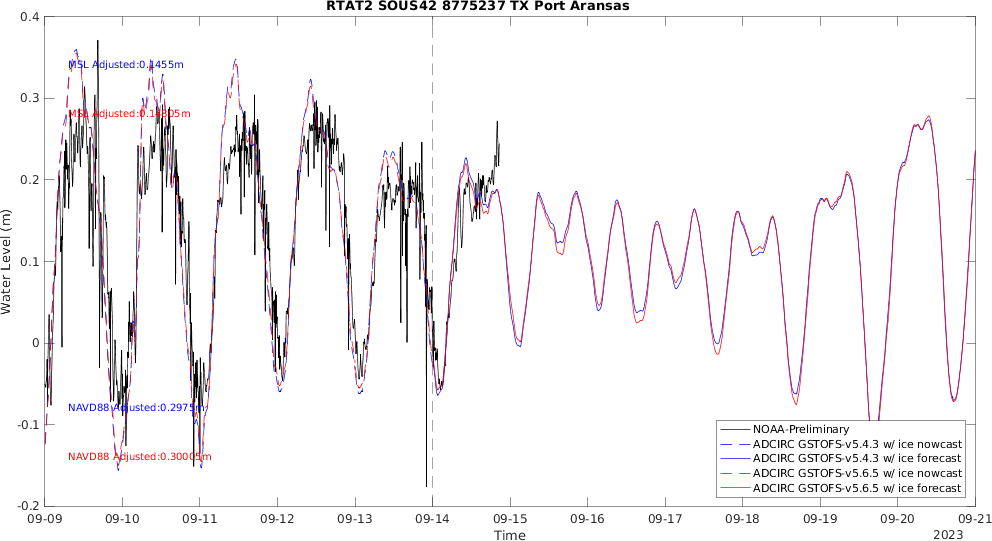 RTAT2 SOUS42 8775237 TX Port Aransas
0.4
0.3
0.2
0.1
0
-0.1
-0.2
Water Level (m)
MSL Adjusted:0.1455m
MSL Adjusted:0.14305m
NAVD88 Adjusted:0.2975m
NAVD88 Adjusted:0.30005m
NOAA-Preliminary
ADCIRC GSTOFS-v5.4.3 w/ ice nowcast
ADCIRC GSTOFS-v5.4.3 w/ ice forecast
ADCIRC GSTOFS-v5.6.5 w/ ice nowcast
ADCIRC GSTOFS-v5.6.5 w/ ice forecast
09-09 09-10 09-11 09-12 09-13 09-14 09-15 09-16 09-17 09-18 09-19 09-20 09-21
Time
2023